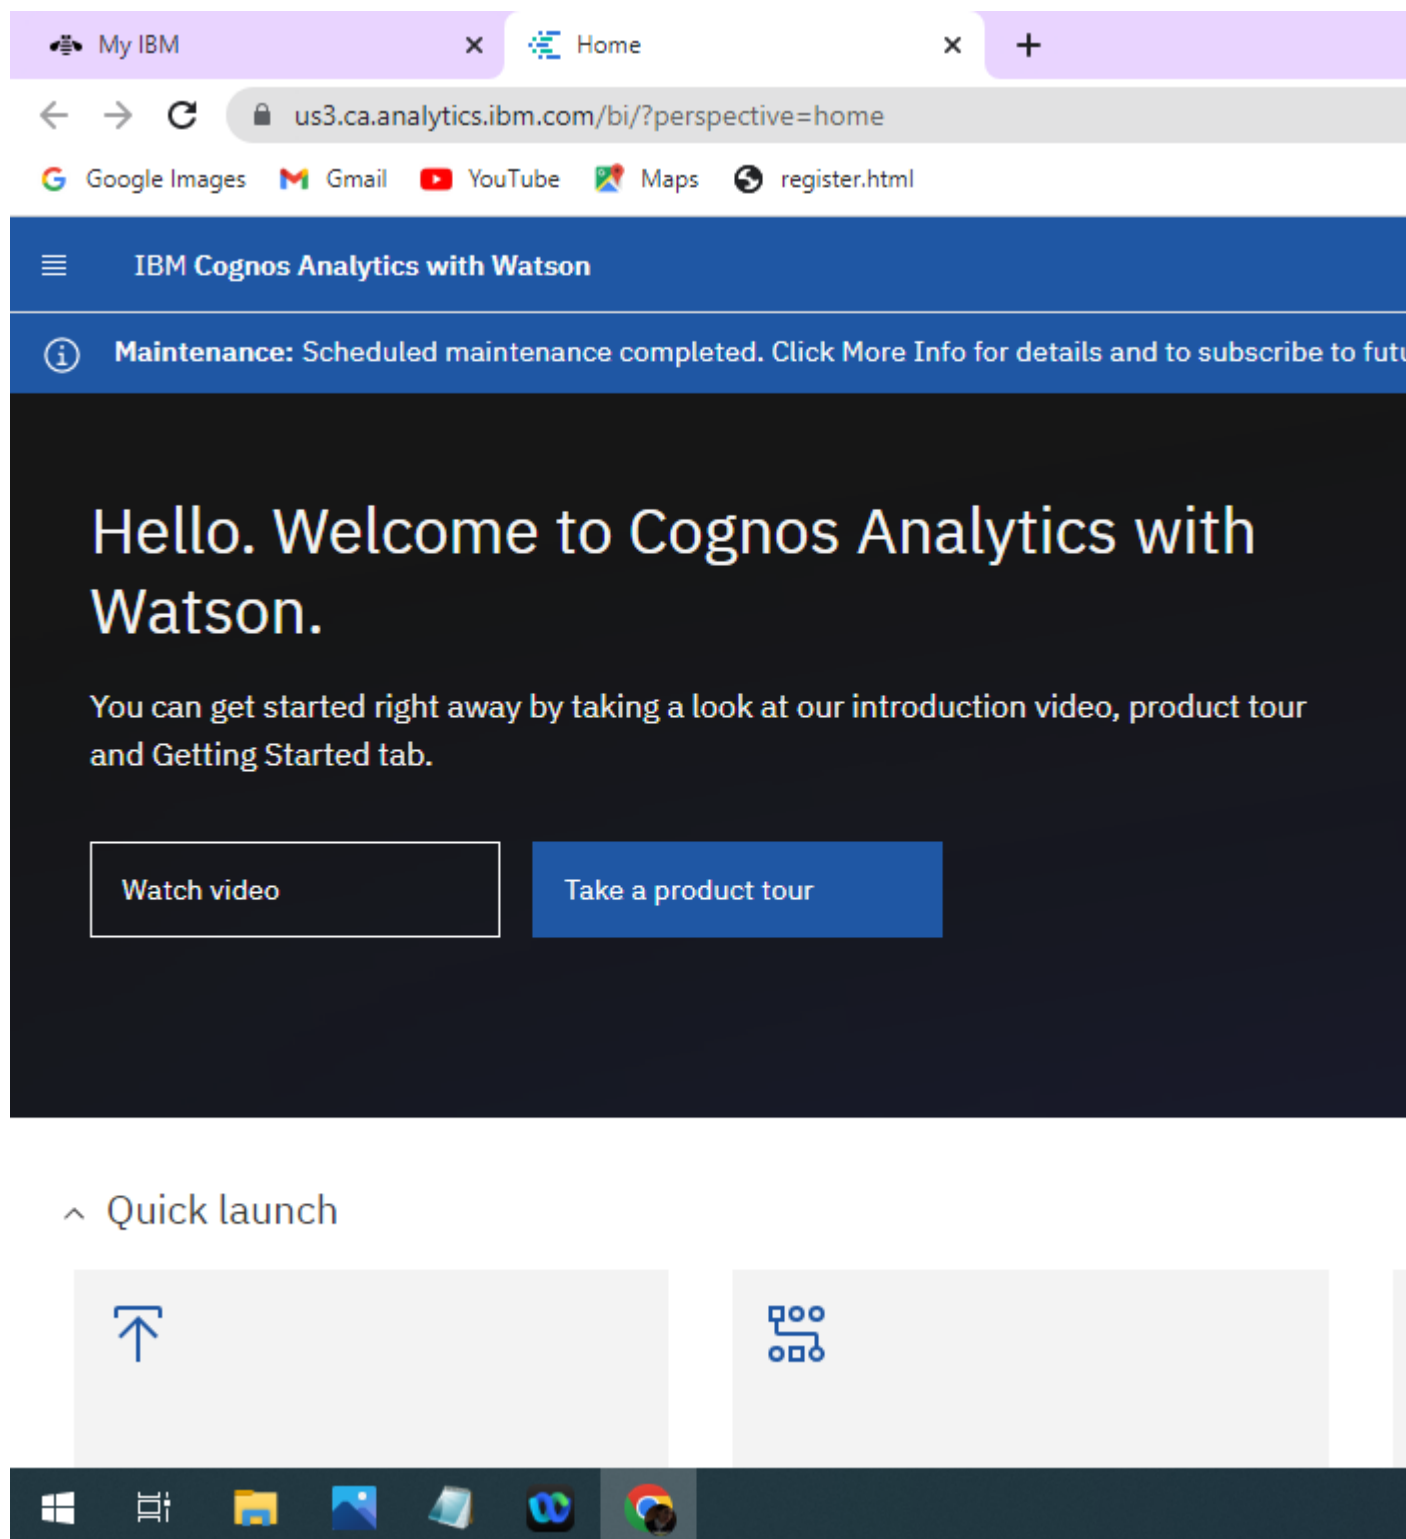 My IBM
Home
us3.ca.analytics.ibm.com/bi/?perspective=home
Google Images Gmail YouTube Maps register.html
IBM Cognos Analytics with Watson
Maintenance: Scheduled maintenance completed. Click More Info for details and to subscribe to futu
Hello. Welcome to Cognos Analytics with
Watson.
You can get started right away by taking a look at our introduction video, product tour
and Getting Started tab.
Watch video
Take a product tour
Quick launch